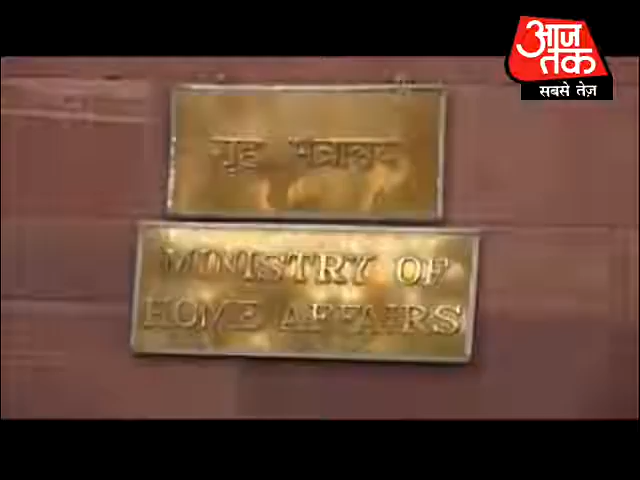 आज
तक
सबसे तेज़
गृह मंत्रालय
MINISTRY OF
HOME AFFAIRS